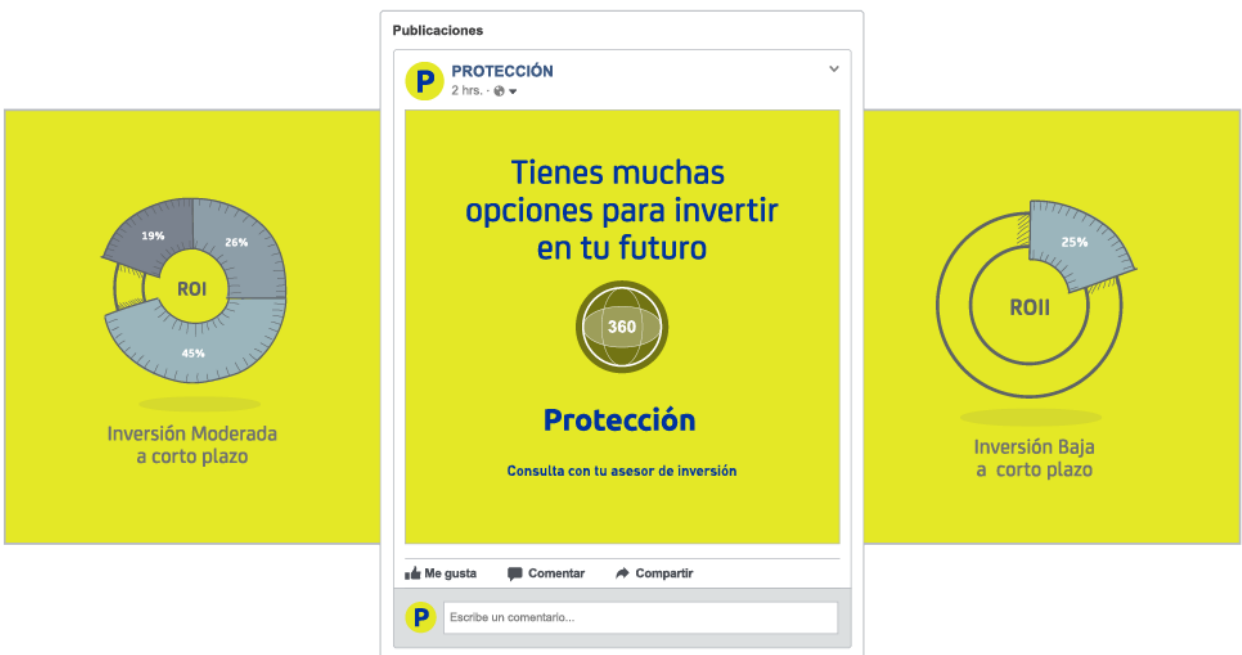 Publicaciones
P
PROTECCIÓN
2 hrs. ·
Tienes muchas
opciones para invertir
en tu futuro
360
Protección
Consulta con tu asesor de inversión
Me gusta Comentar Compartir
P
Escribe un comentario...
19%
26%
ROI
45%
Inversión Moderada
a corto plazo
25%
ROII
Inversión Baja
a corto plazo